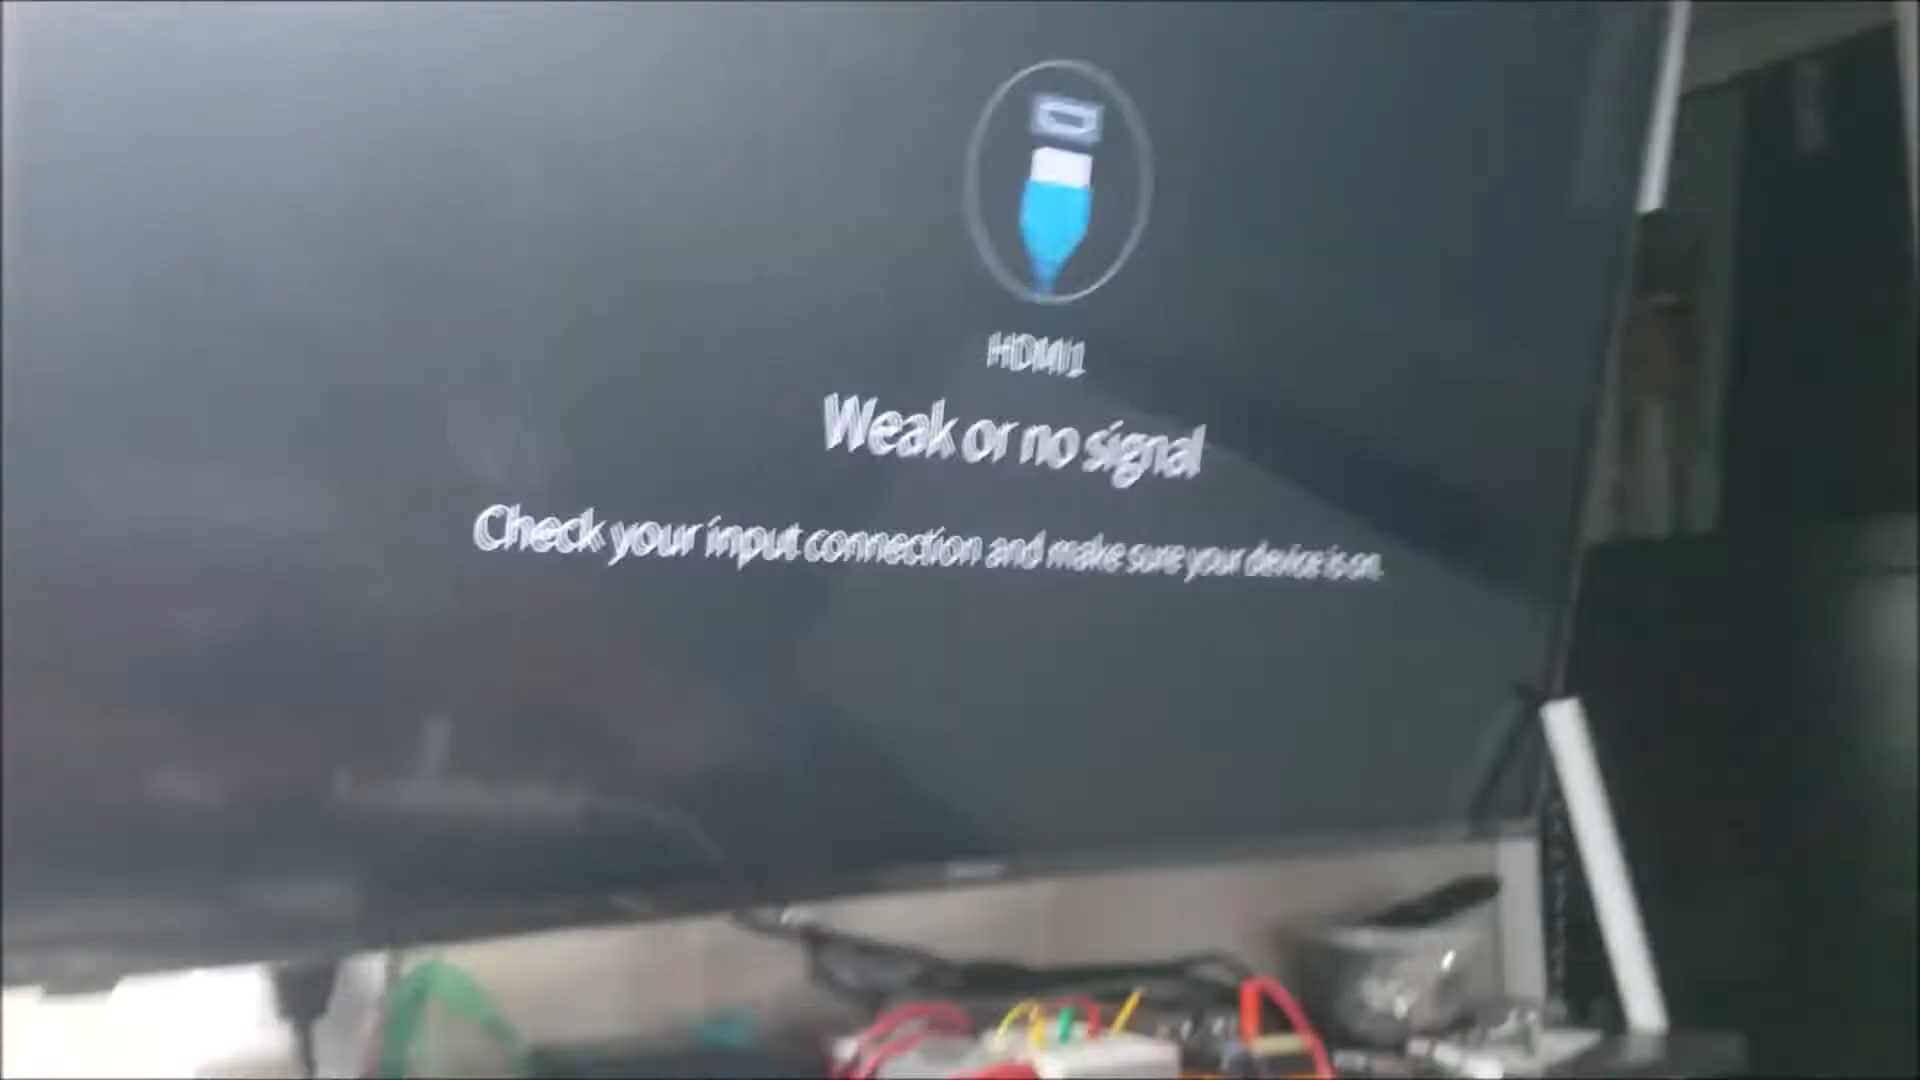 HDMI1
Weak or no signal
Check your input connection and make sure your device is on.